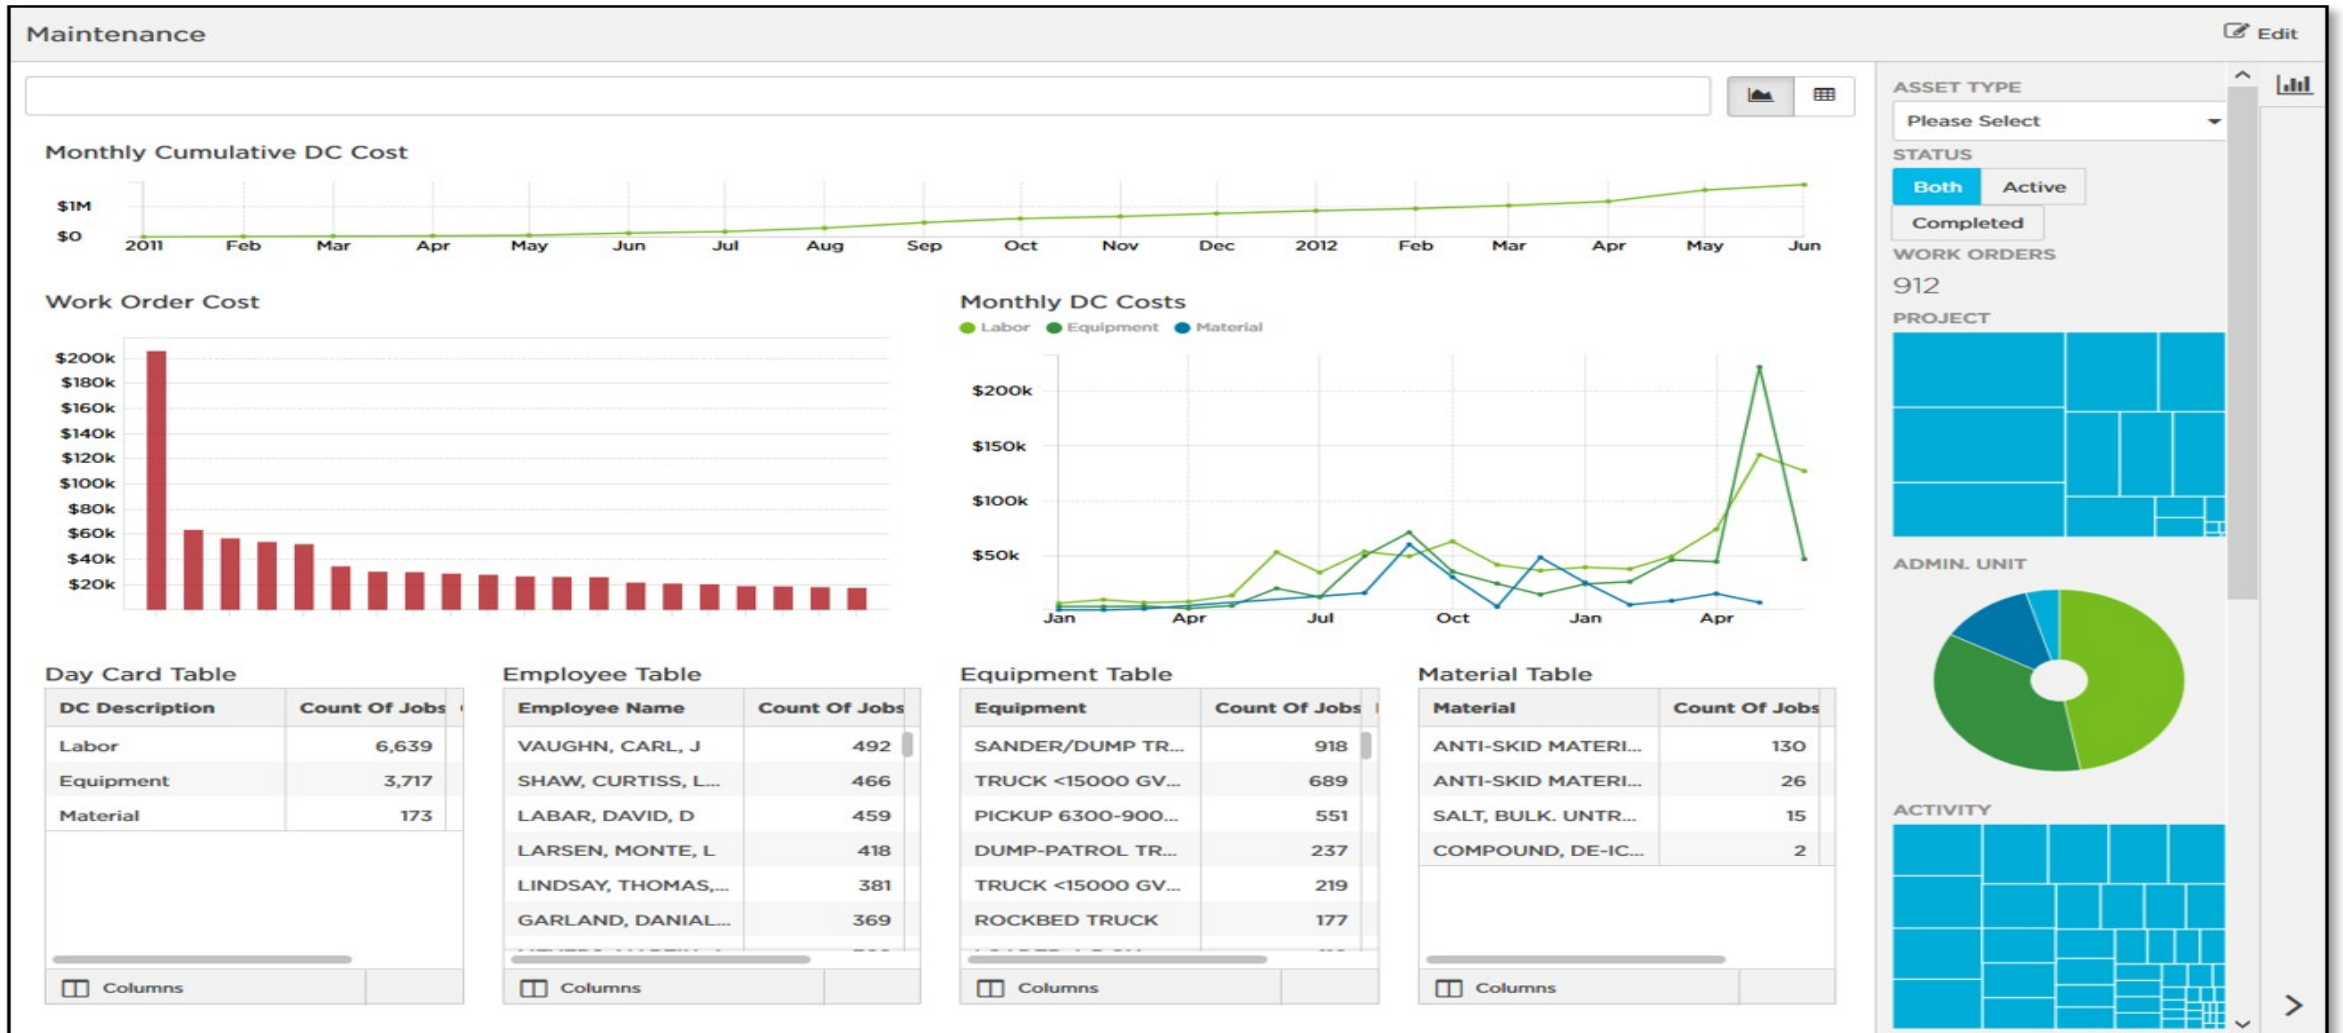 Maintenance
Edit
Monthly Cumulative DC Cost
$1M
$0
2011 Feb Mar Apr May Jun Jul Aug Sep Oct Nov Dec 2012 Feb Mar Apr May Jun
Work Order Cost
$200k
$180k
$160k
$140k
$120k
$100k
$80k
$60k
$40k
$20k
Monthly DC Costs
Labor Equipment Material
$200k
$150k
$100k
$50k
Jan Apr Jul Oct Jan Apr
Day Card Table
DC Description Count Of Jobs
Labor 6,639
Equipment 3,717
Material 173
Columns
Employee Table
Employee Name Count Of Jobs
VAUGHN, CARL, J 492
SHAW, CURTISS, L... 466
LABAR, DAVID, D 459
LARSEN, MONTE, L 418
LINDSAY, THOMAS,... 381
GARLAND, DANIAL... 369
Columns
Equipment Table
Equipment Count Of Jobs
SANDER/DUMP TR... 918
TRUCK <15000 GV... 689
PICKUP 6300-900... 551
DUMP-PATROL TR... 237
TRUCK <15000 GV... 219
ROCKBED TRUCK 177
Columns
Material Table
Material Count Of Jobs
ANTI-SKID MATERI... 130
ANTI-SKID MATERI... 26
SALT, BULK. UNTR... 15
COMPOUND, DE-IC... 2
Columns
ASSET TYPE
Please Select
STATUS
Both Active
Completed
WORK ORDERS
912
PROJECT
ADMIN. UNIT
ACTIVITY